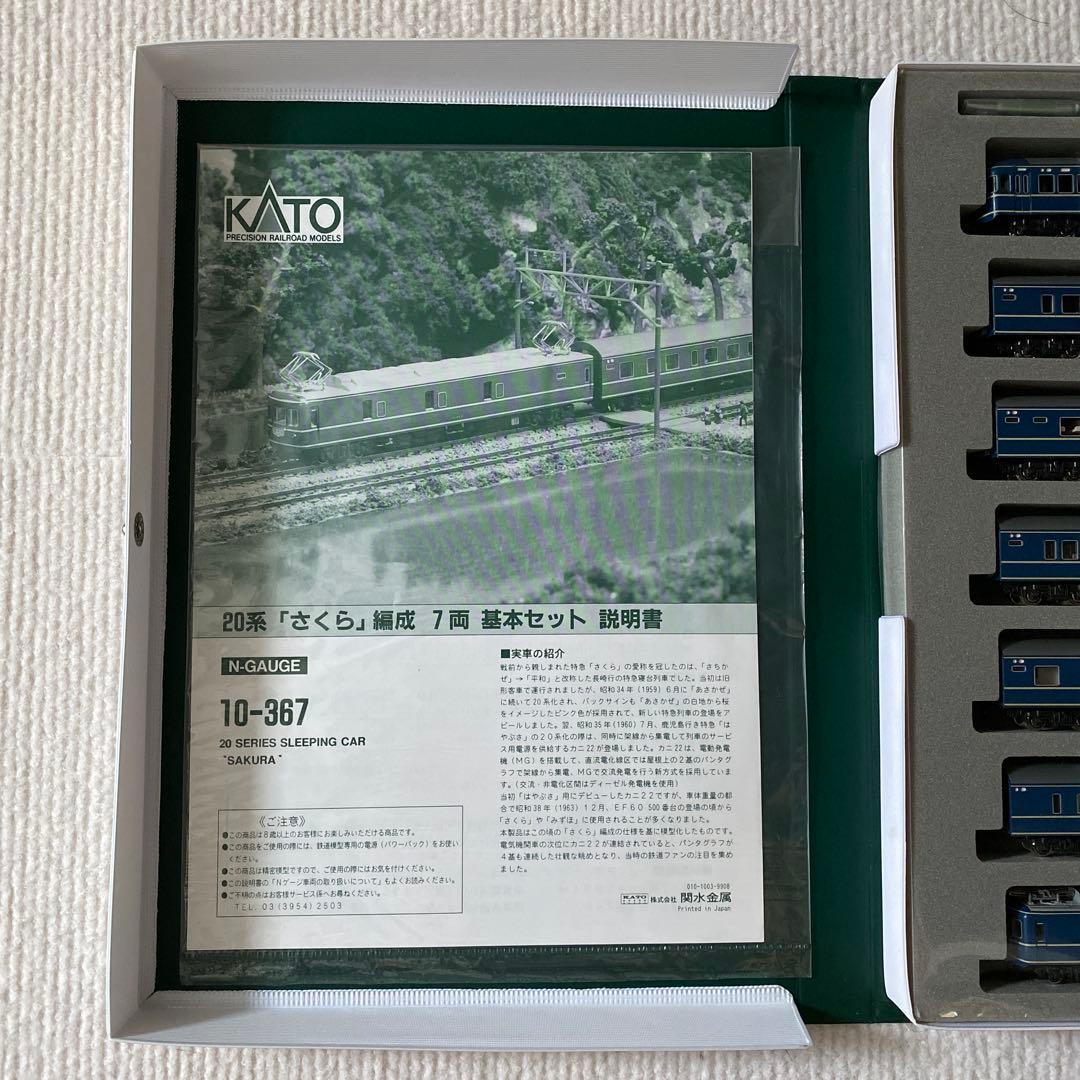 KATO
PRECISION RAILROAD MODELS
20系「さくら」編成 7両 基本セット 説明書
N-GAUGE
10-367
20 SERIES SLEEPING CAR
"SAKURA"
《ご注意》
●この商品は8歳以上のお客様にお楽しみいただける商品です。
●この商品をご使用の際には、鉄道模型専用の電源（パワーパック）をお使い
ください。
●この商品は精密模型ですので、ご使用の際にはお気を付けください。
●この説明書の「Nゲージ車両の取り扱いについて」もよくお読みください。
●ご不明の点はお客様サービス係へお尋ねください。
TEL.03(3954)2503
■実車の紹介
戦前から親しまれた特急「さくら」の愛称を冠したのは、「さちか
ぜ」→「平和」と改称した長崎行の特急寝台列車でした。当初は旧
形客車で運行されましたが、昭和34年（1959）6月に「あさかぜ」
に続いて20系化され、バックサインも「あさかぜ」の白地から桜
をイメージしたピンク色が採用されて、新しい特急列車の登場をア
ピールしました。翌、昭和35年（1960）7月、鹿児島行き特急「は
やぶさ」の20系化の際は、同時に架線から集電して列車のサービ
ス用電源を供給するカニ22が登場しました。カニ22は、電動発電
機（MG）を搭載して、直流電化線区では屋根上の2基のパンタグ
ラフで架線から集電、MGで交流発電を行う新方式を採用していま
す。（交流・非電化区間はディーゼル発電機を使用）
当初「はやぶさ」用にデビューしたカニ22ですが、車体重量の都
合で昭和38年（1963）12月、EF60 500番台の登場の頃から
「さくら」や「みずほ」に使用されることが多くなりました。
本製品はこの頃の「さくら」編成の仕様を基に模型化したものです。
電気機関車の次位にカニ22が連結されていると、パンタグラフが
4基も連続した壮観な眺めとなり、当時の鉄道ファンの注目を集め
ました。
010-1003-9908
KATO 株式会社 関水金属
Printed in Japan